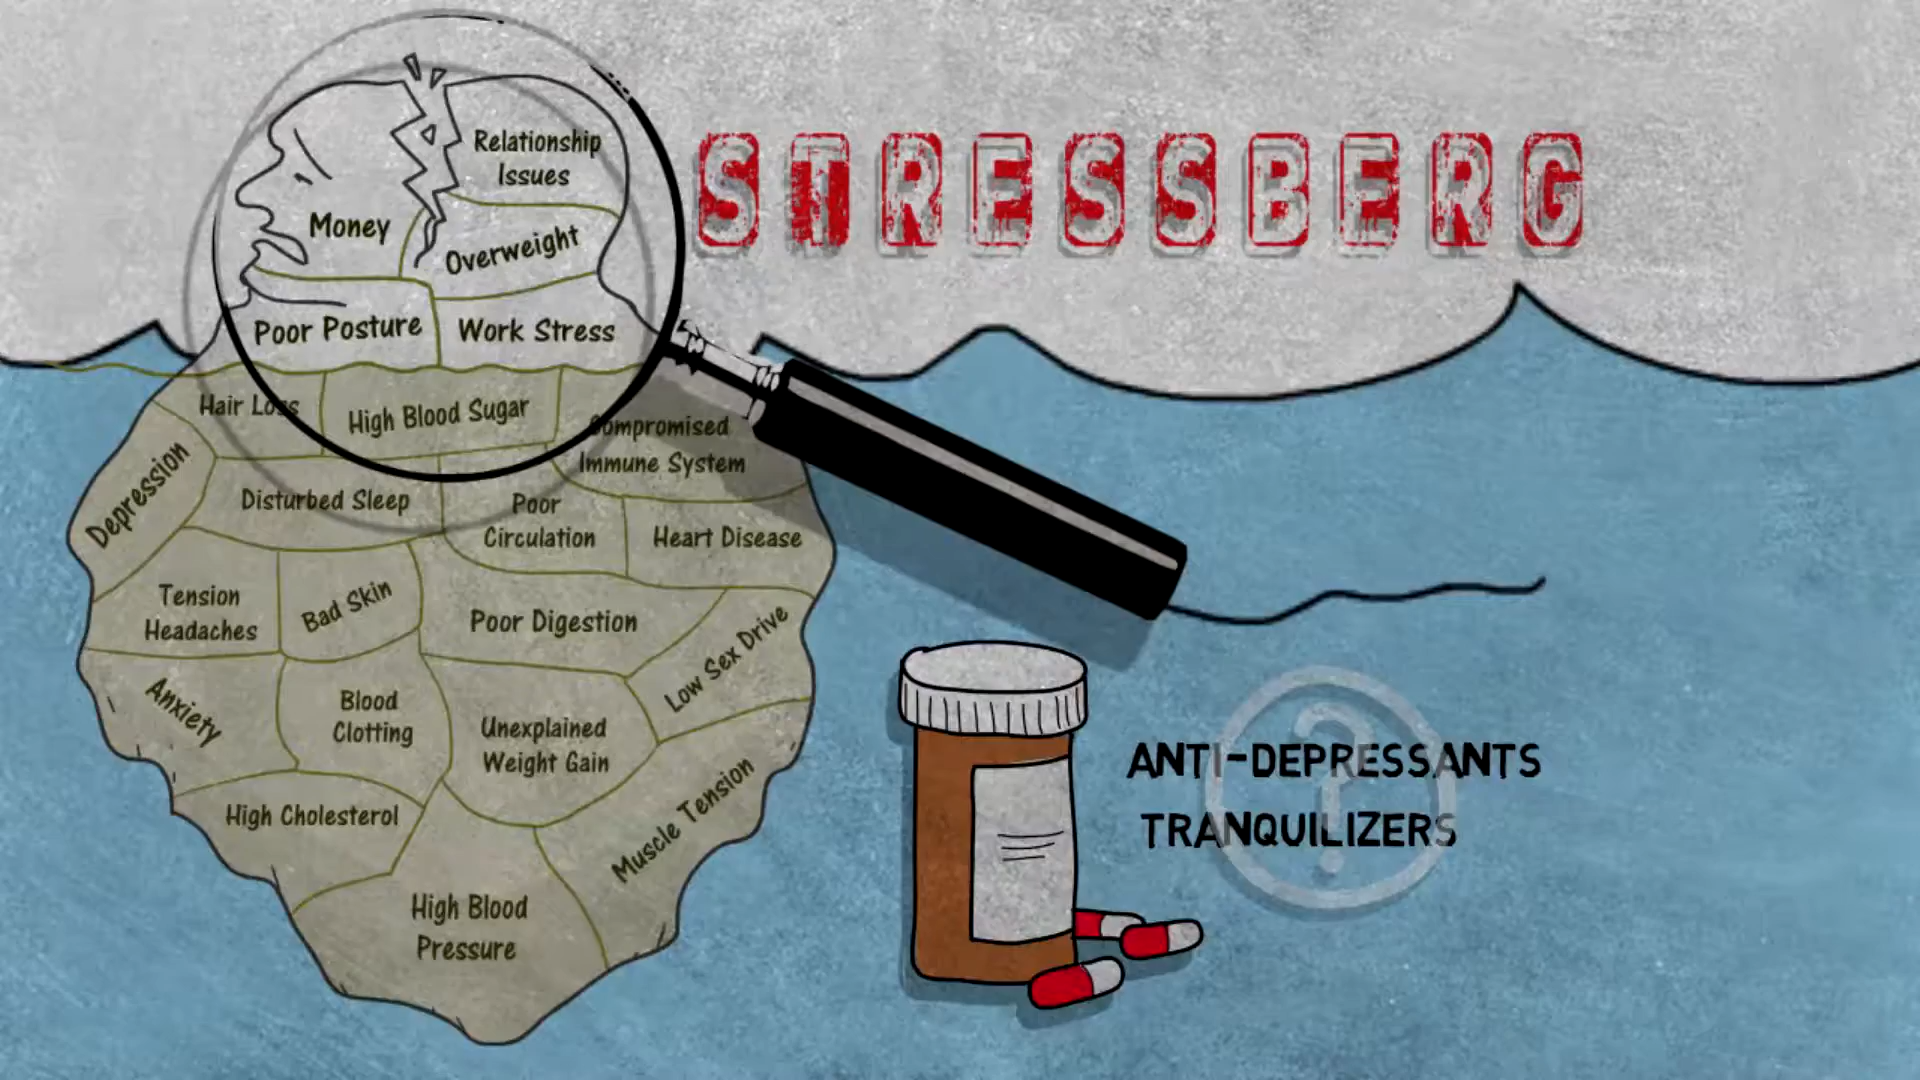 STRESSBERG
Relationship
Issues
Money
Overweight
Poor Posture
Work Stress
Hair Loss
High Blood Sugar
Compromised
Immune System
Depression
Disturbed Sleep
Poor
Circulation
Heart Disease
Tension
Headaches
Bad Skin
Poor Digestion
Low Sex Drive
Anxiety
Blood
Clotting
Unexplained
Weight Gain
Muscle Tension
High Cholesterol
High Blood
Pressure
ANTI-DEPRESSANTS
TRANQUILIZERS
?